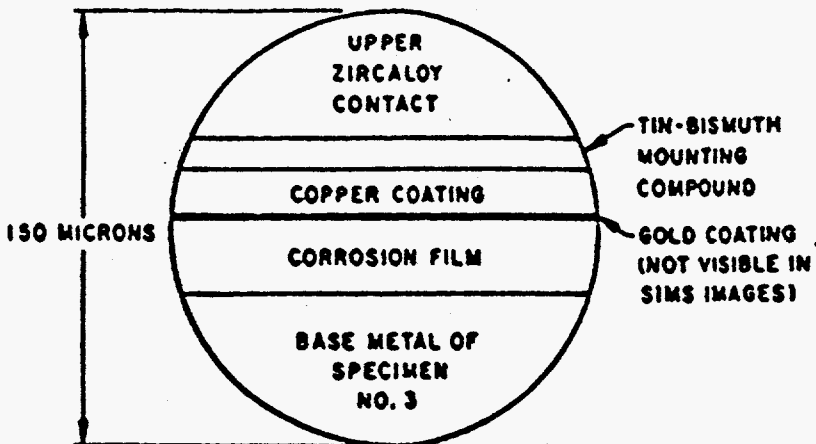 UPPER
ZIRCALOY
CONTACT
TIN-BISMUTH
MOUNTING
COMPOUND
COPPER COATING
150 MICRONS
GOLD COATING
(NOT VISIBLE IN
SIMS IMAGES)
CORROSION FILM
BASE METAL OF
SPECIMEN
NO. 3